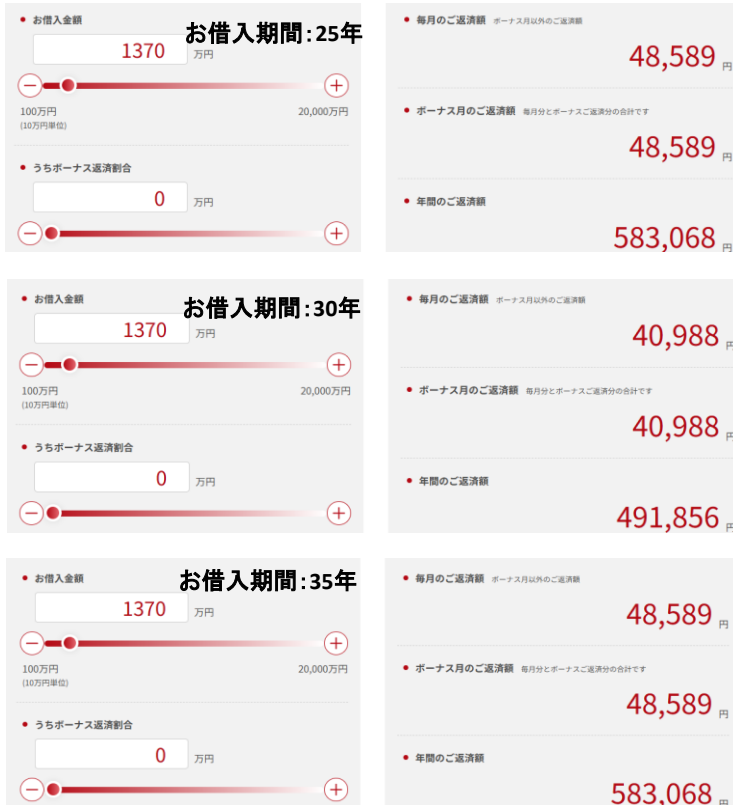 お借入金額
お借入期間：25年
1370 万円
100万円
20,000万円
(10万円単位)
うちボーナス返済割合
0 万円
毎月のご返済額 ボーナス月以外のご返済額
48,589 円
ボーナス月のご返済額 毎月分とボーナスご返済分の合計です
48,589 円
年間のご返済額
583,068 円
お借入金額
お借入期間：30年
1370 万円
100万円
20,000万円
(10万円単位)
うちボーナス返済割合
0 万円
毎月のご返済額 ボーナス月以外のご返済額
40,988 円
ボーナス月のご返済額 毎月分とボーナスご返済分の合計です
40,988 円
年間のご返済額
491,856 円
お借入金額
お借入期間：35年
1370 万円
100万円
20,000万円
(10万円単位)
うちボーナス返済割合
0 万円
毎月のご返済額 ボーナス月以外のご返済額
48,589 円
ボーナス月のご返済額 毎月分とボーナスご返済分の合計です
48,589 円
年間のご返済額
583,068 円